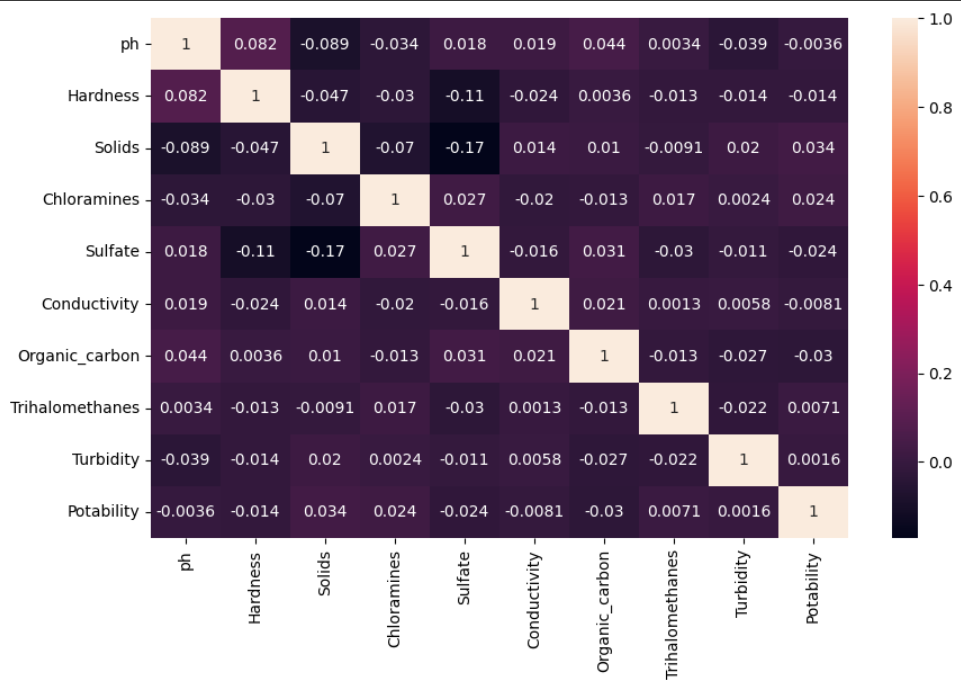 ph 1 0.082 -0.089 -0.034 0.018 0.019 0.044 0.0034 -0.039 -0.0036
Hardness 0.082 1 -0.047 -0.03 -0.11 -0.024 0.0036 -0.013 -0.014 -0.014
Solids -0.089 -0.047 1 -0.07 -0.17 0.014 0.01 -0.0091 0.02 0.034
Chloramines -0.034 -0.03 -0.07 1 0.027 -0.02 -0.013 0.017 0.0024 0.024
Sulfate 0.018 -0.11 -0.17 0.027 1 -0.016 0.031 -0.03 -0.011 -0.024
Conductivity 0.019 -0.024 0.014 -0.02 -0.016 1 0.021 0.0013 0.0058 -0.0081
Organic_carbon 0.044 0.0036 0.01 -0.013 0.031 0.021 1 -0.013 -0.027 -0.03
Trihalomethanes 0.0034 -0.013 -0.0091 0.017 -0.03 0.0013 -0.013 1 -0.022 0.0071
Turbidity -0.039 -0.014 0.02 0.0024 -0.011 0.0058 -0.027 -0.022 1 0.0016
Potability -0.0036 -0.014 0.034 0.024 -0.024 -0.0081 -0.03 0.0071 0.0016 1
ph
Hardness
Solids
Chloramines
Sulfate
Conductivity
Organic_carbon
Trihalomethanes
Turbidity
Potability
1.0
0.8
0.6
0.4
0.2
0.0